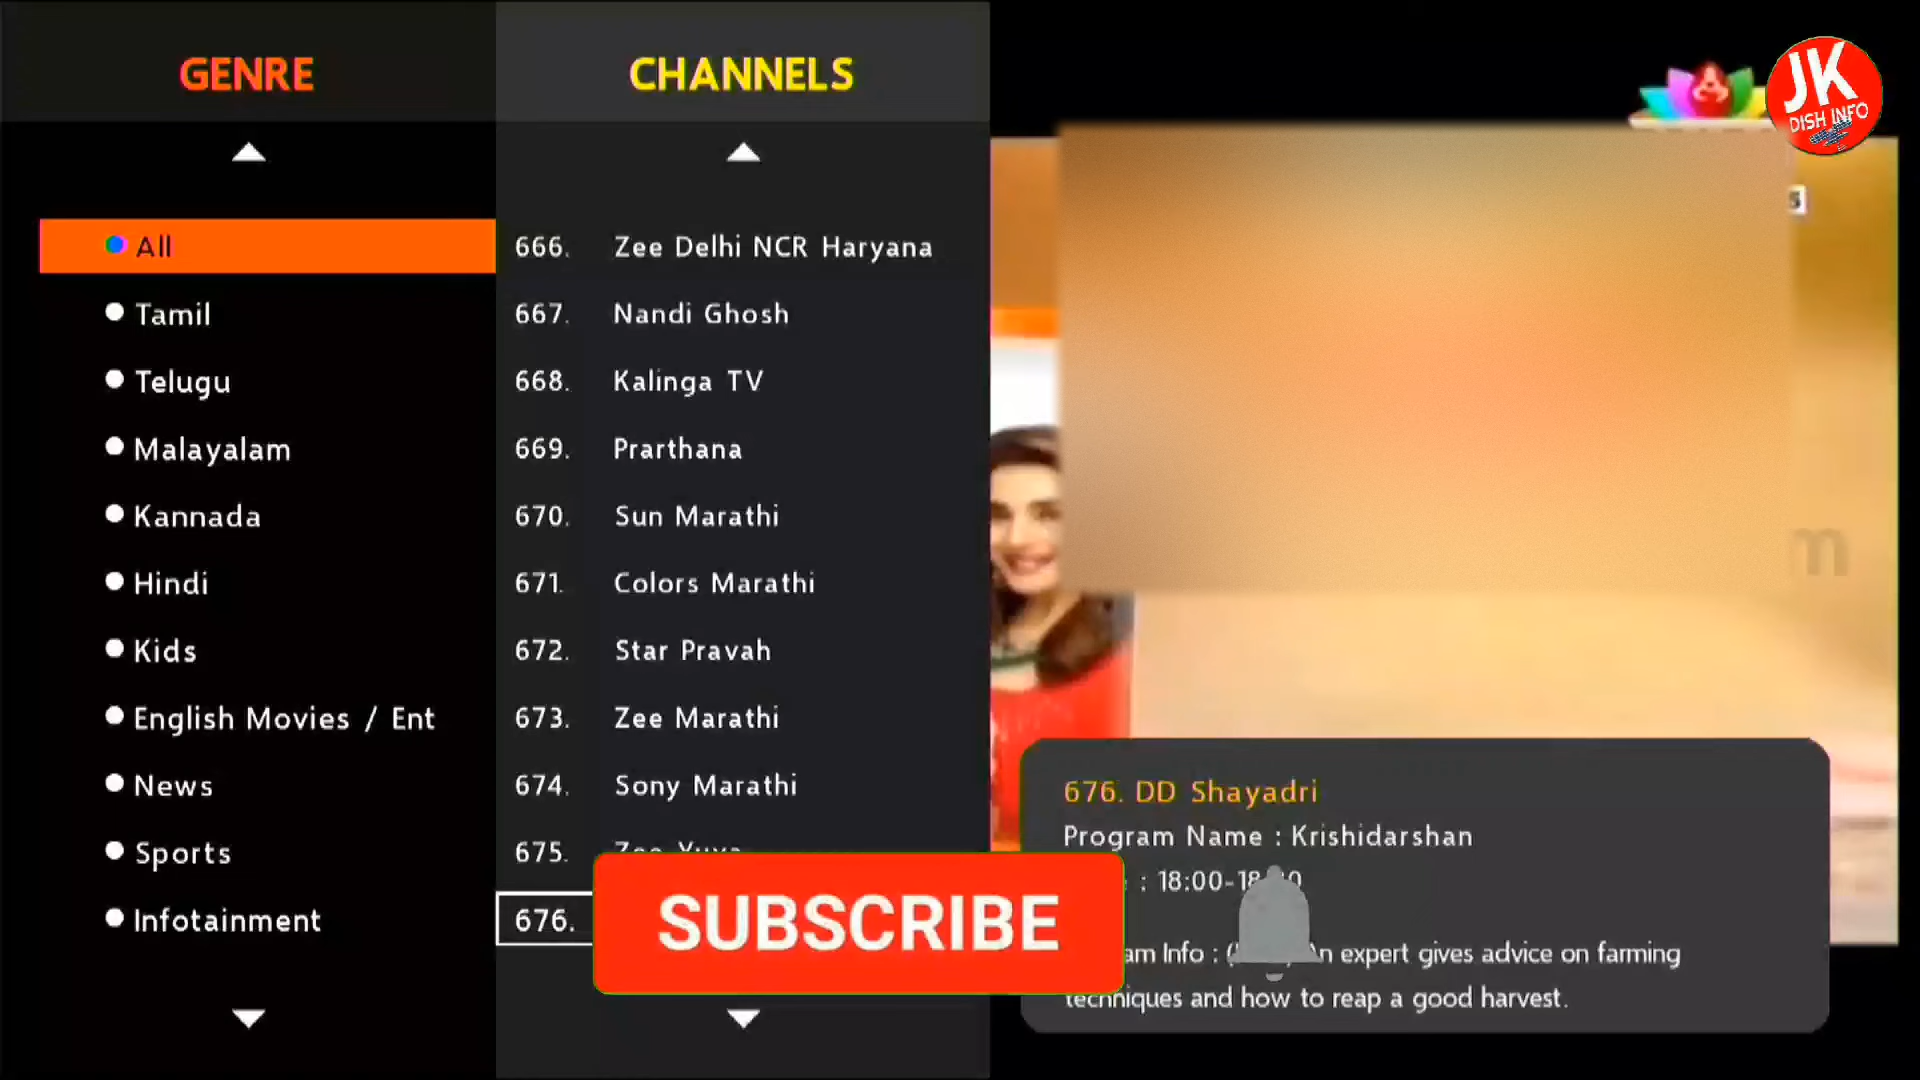 GENRE
All
Tamil
Telugu
Malayalam
Kannada
Hindi
Kids
English Movies / Ent
News
Sports
Infotainment
CHANNELS
666. Zee Delhi NCR Haryana
667. Nandi Ghosh
668. Kalinga TV
669. Prarthana
670. Sun Marathi
671. Colors Marathi
672. Star Pravah
673. Zee Marathi
674. Sony Marathi
675. Zee Yuva
676.
SUBSCRIBE
JK
DISH INFO
s
m
676. DD Shayadri
Program Name : Krishidarshan
: 18:00-18
Info : An expert gives advice on farming
techniques and how to reap a good harvest.